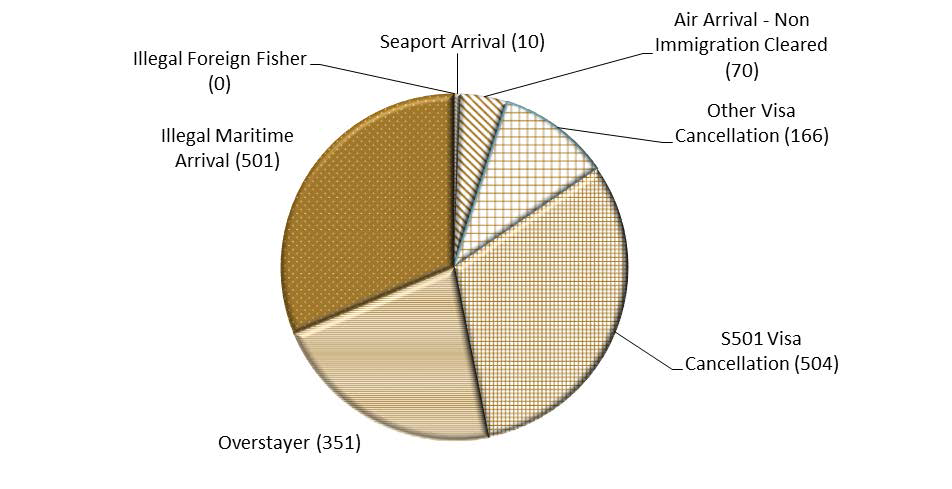 Seaport Arrival (10)
Air Arrival - Non
Immigration Cleared
(70)
Other Visa
Cancellation (166)
S501 Visa
Cancellation (504)
Overstayer (351)
Illegal Maritime
Arrival (501)
Illegal Foreign Fisher
(0)